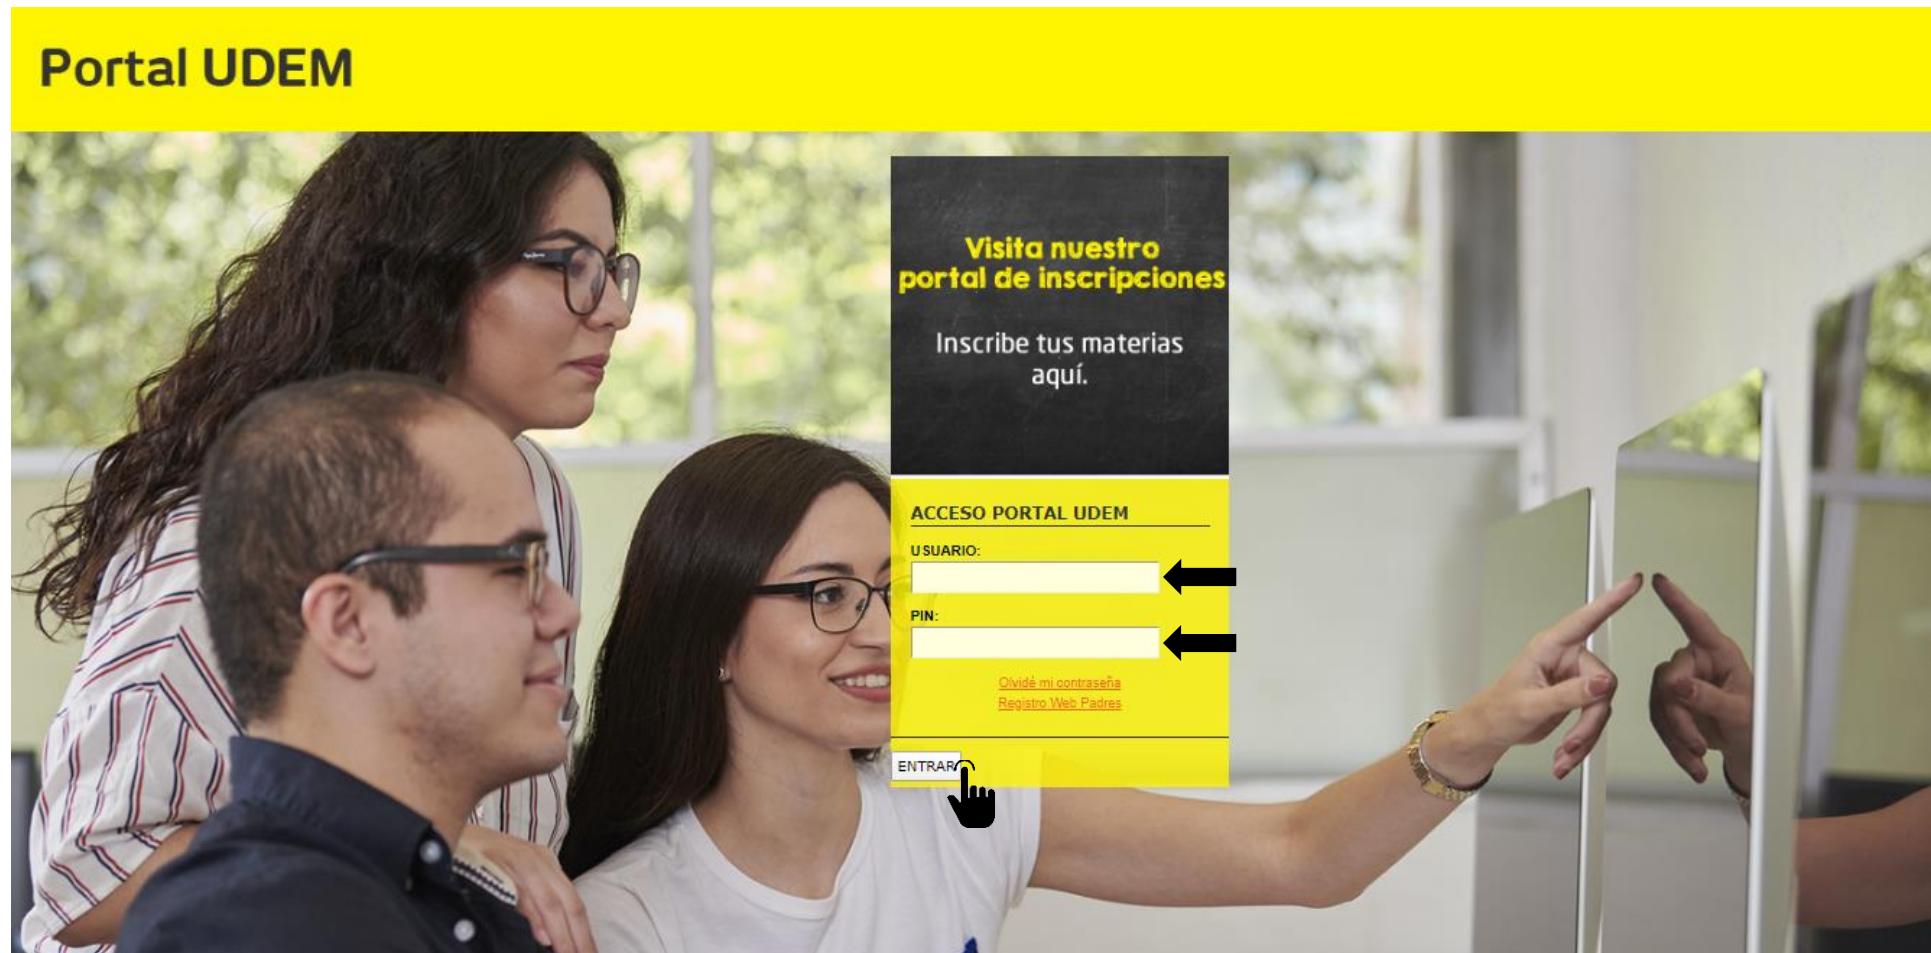 Portal UDEM
Visita nuestro
portal de inscripciones
Inscribe tus materias
aquí.
ACCESO PORTAL UDEM
USUARIO:
PIN:
Olvidé mi contraseña
Registro Web Padres
ENTRAR